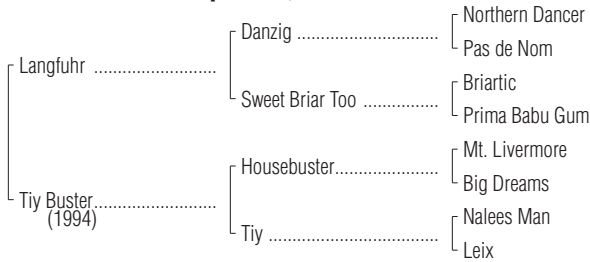 Northern Dancer
Danzig ..............................
Pas de Nom
Langfuhr ..........................
Briartic
Sweet Briar Too ................
Prima Babu Gum
Mt. Livermore
Housebuster......................
Big Dreams
Tiy Buster..........................
(1994)
Nalees Man
Tiy ....................................
Leix